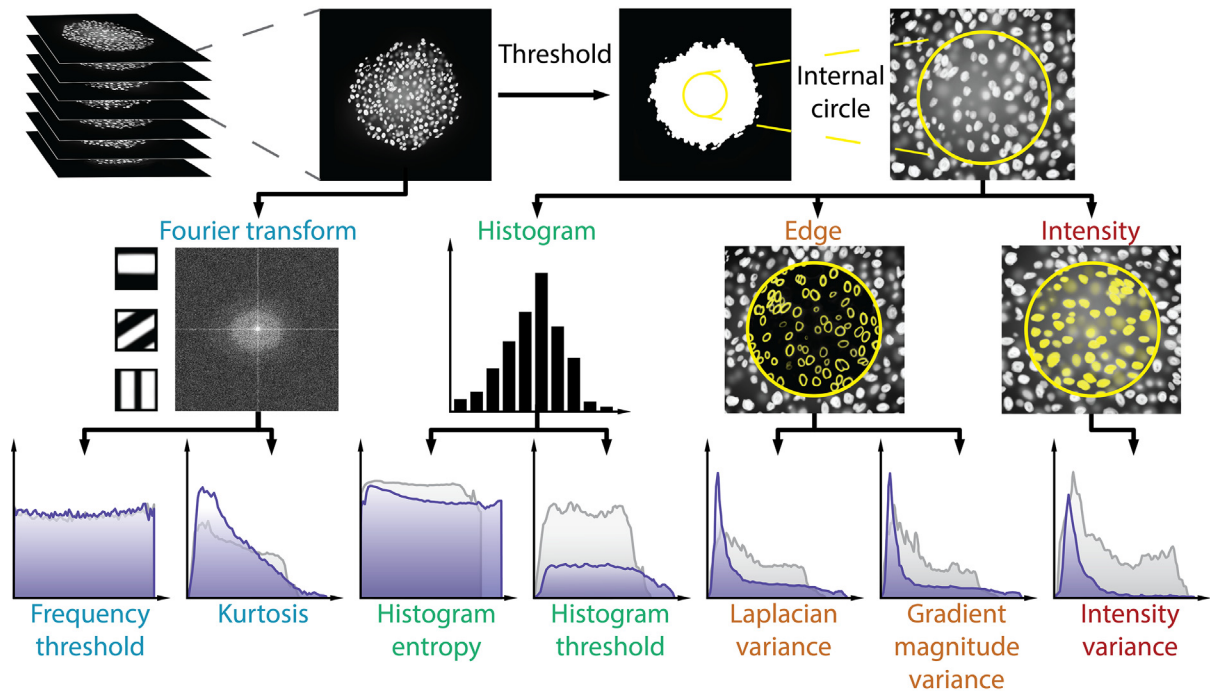 Threshold
Internal
circle
Fourier transform
Histogram
Edge
Intensity
Frequency
threshold
Kurtosis
Histogram
entropy
Histogram
threshold
Laplacian
variance
Gradient
magnitude
variance
Intensity
variance